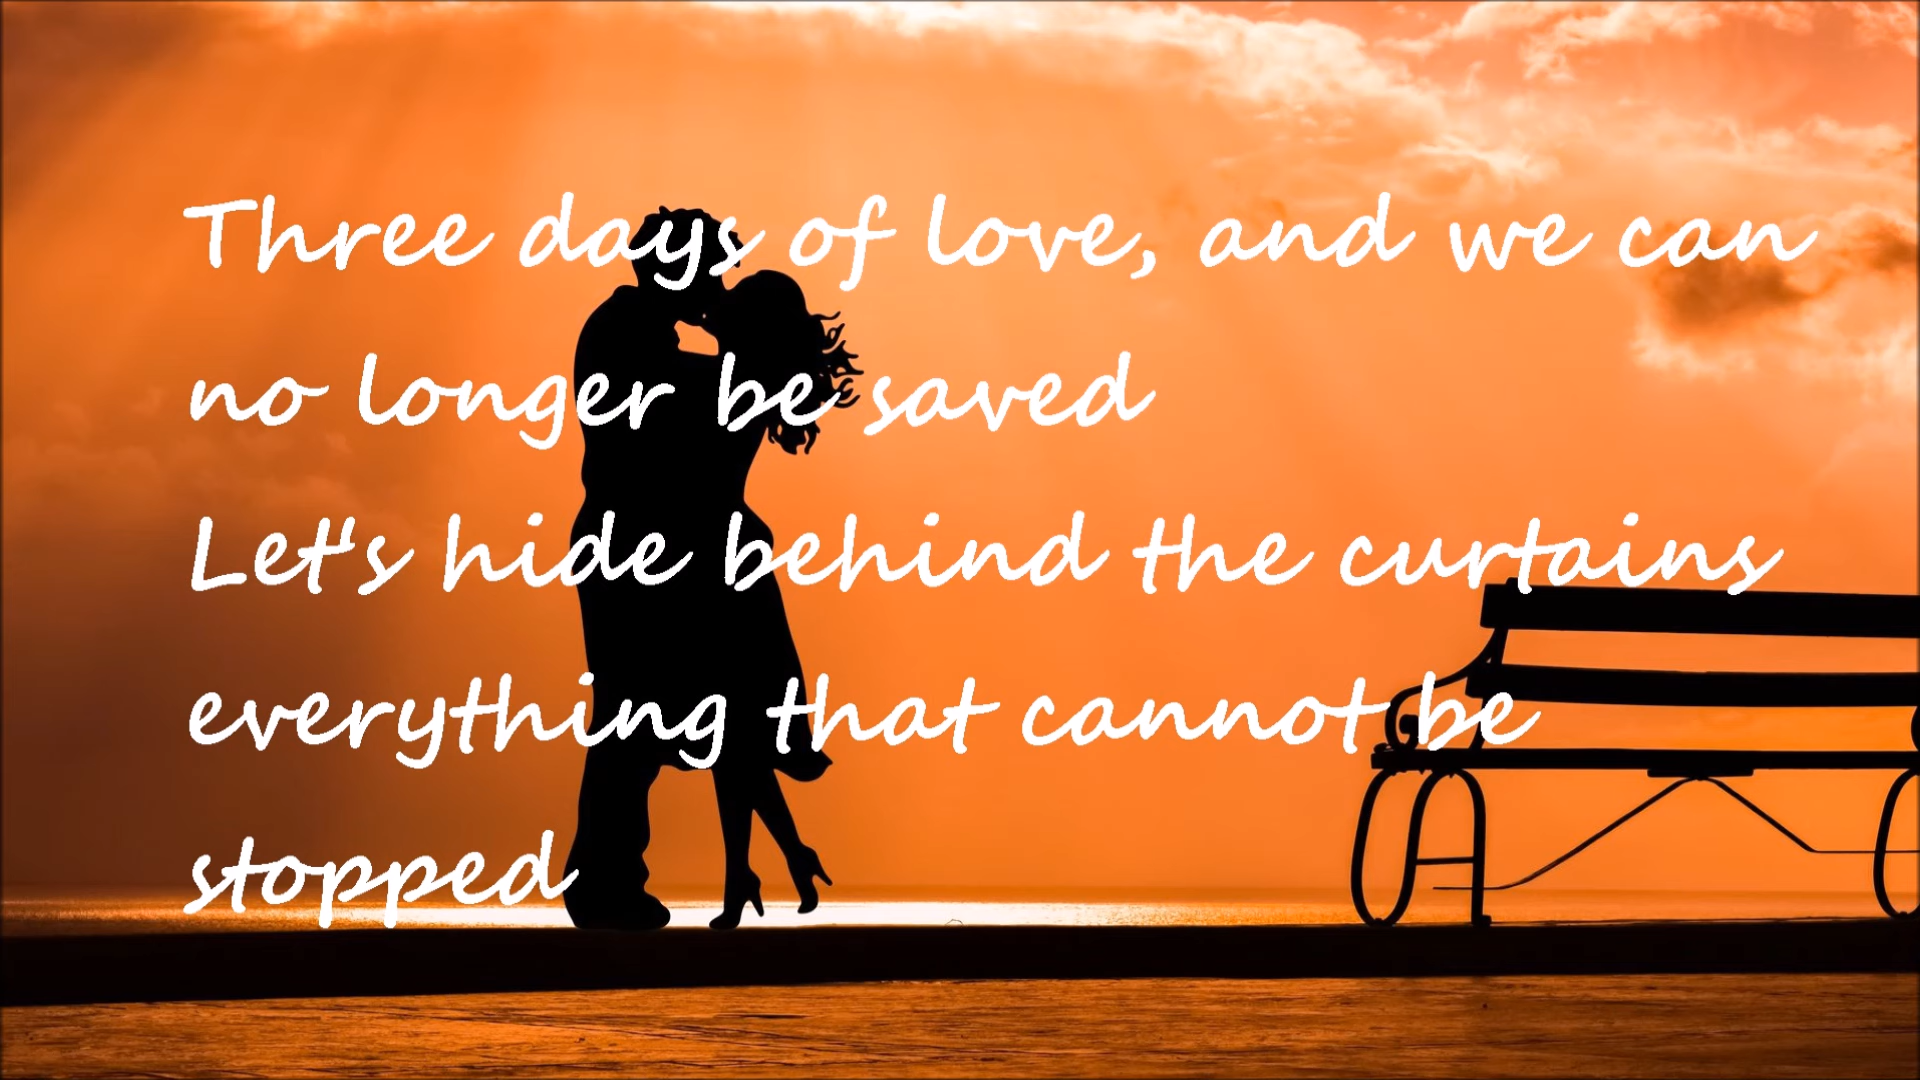 Three days of love, and we can
no longer be saved
Let's hide behind the curtains
everything that cannot be
stopped